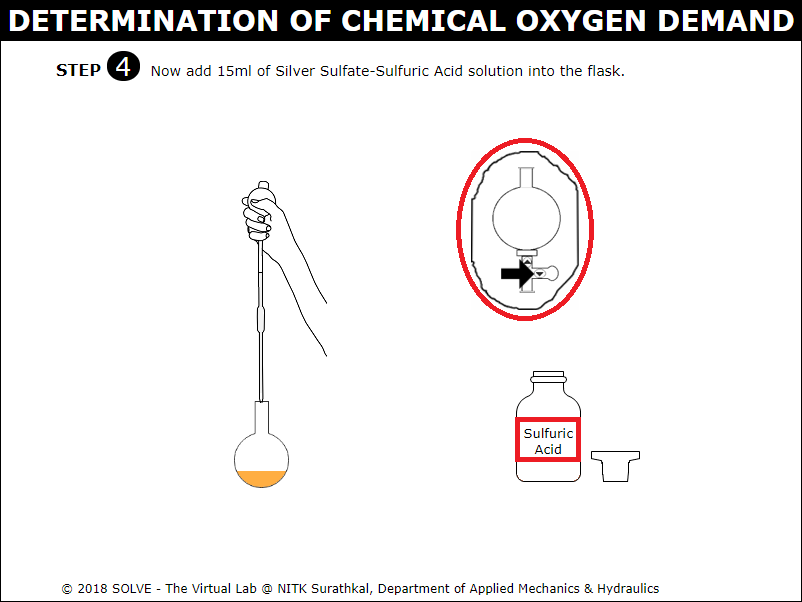 DETERMINATION OF CHEMICAL OXYGEN DEMAND
STEP 4 Now add 15ml of Silver Sulfate-Sulfuric Acid solution into the flask.
Sulfuric
Acid
© 2018 SOLVE - The Virtual Lab @ NITK Surathkal, Department of Applied Mechanics & Hydraulics